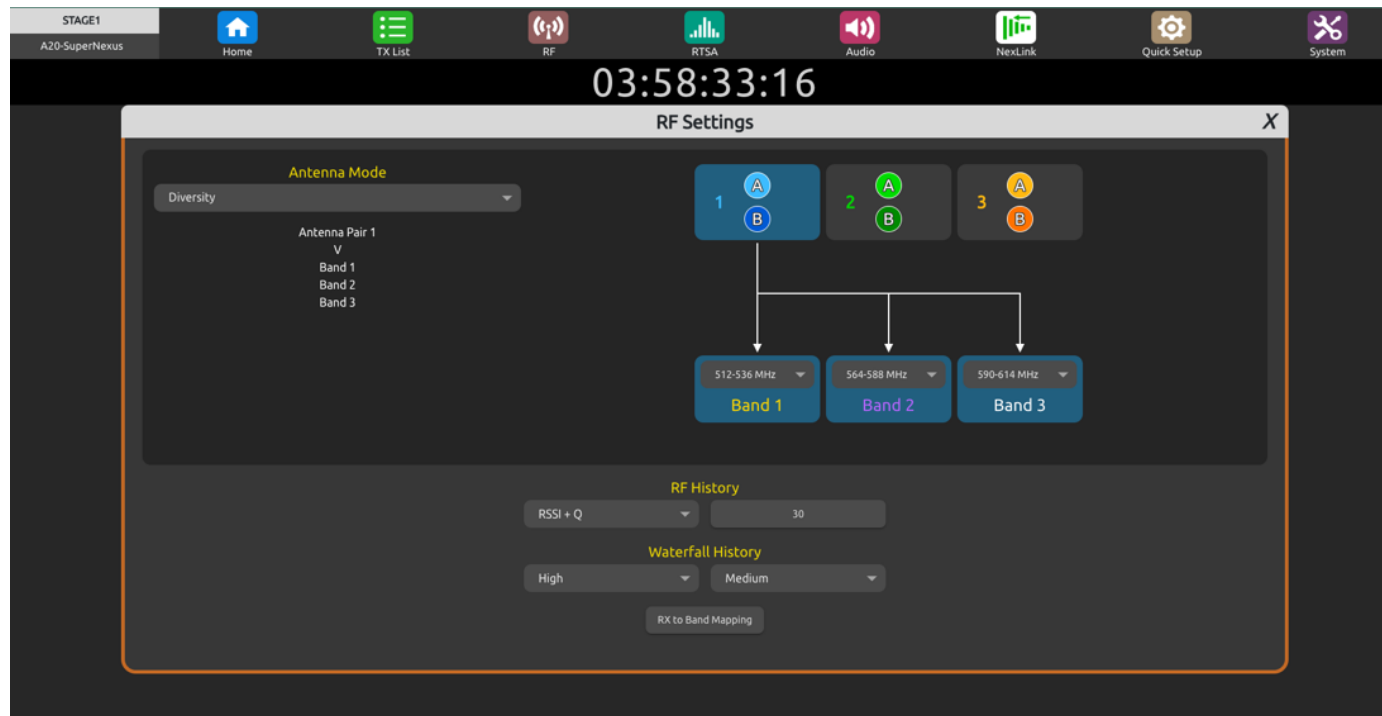 STAGE1
A20-SuperNexus
Home
TX List
RF
RTSA
Audio
NexLink
Quick Setup
System
03:58:33:16
RF Settings
X
Antenna Mode
Diversity
Antenna Pair 1
V
Band 1
Band 2
Band 3
1 A B
2 A B
3 A B
512-536 MHz
Band 1
564-588 MHz
Band 2
590-614 MHz
Band 3
RF History
RSSI + Q
30
Waterfall History
High
Medium
RX to Band Mapping